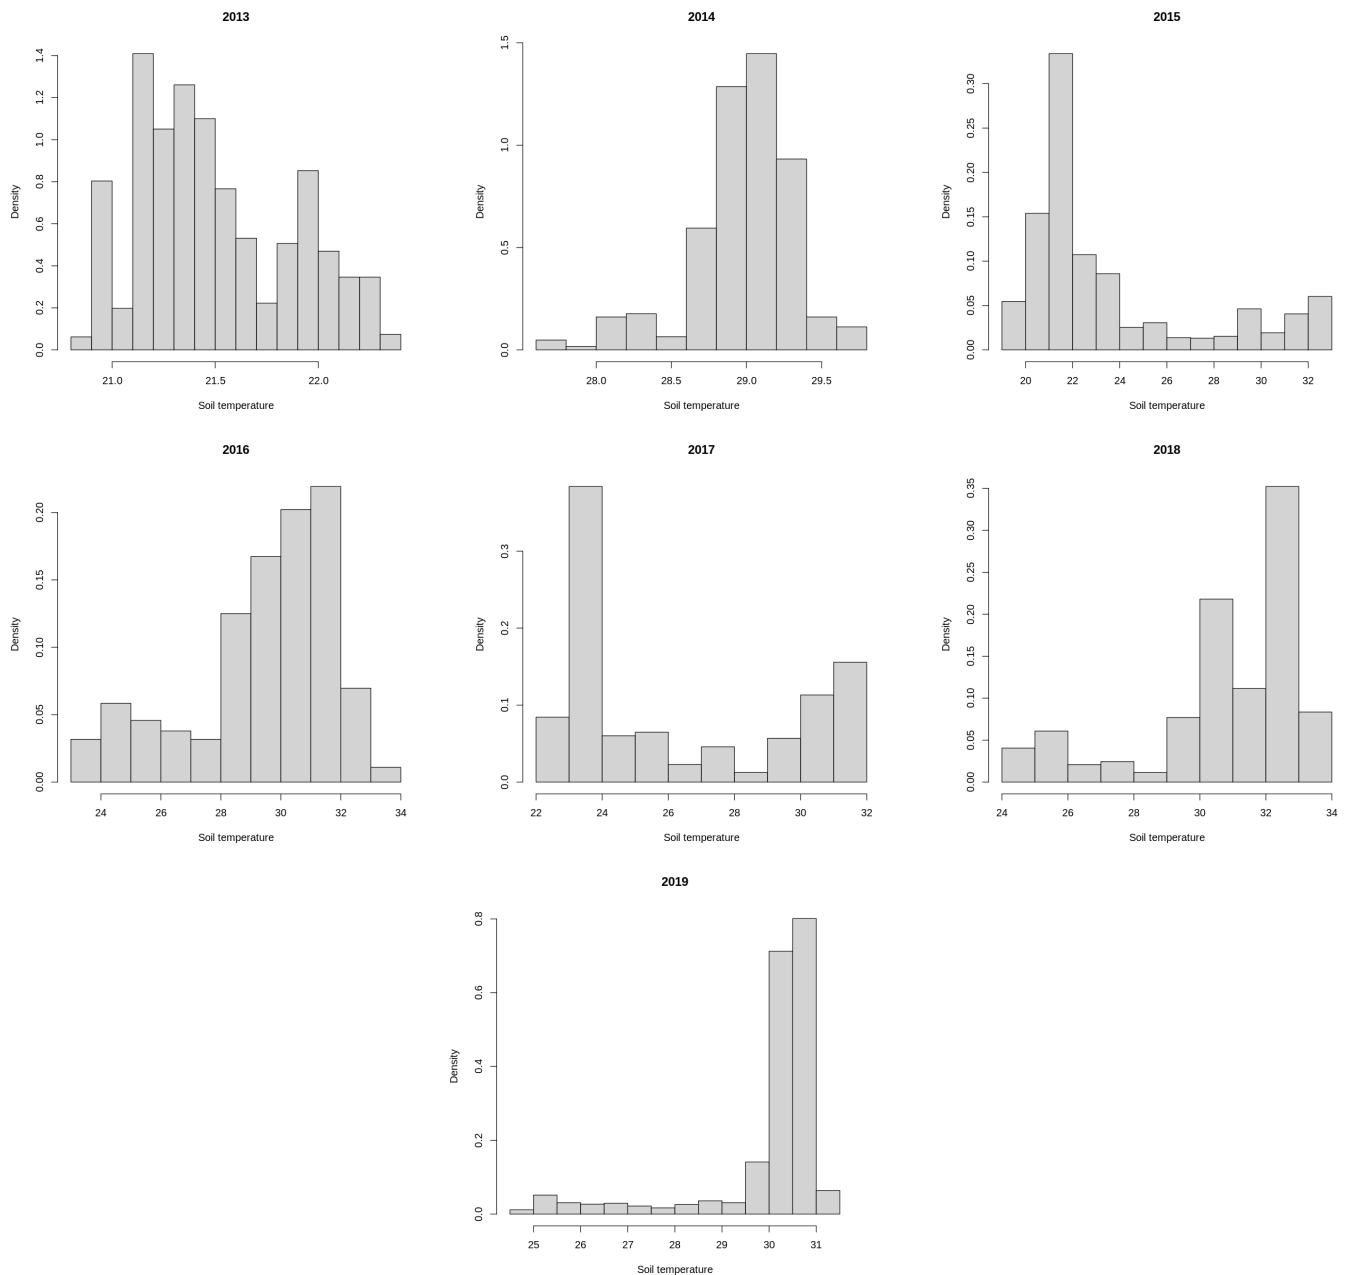 2013
Density
0.0 0.2 0.4 0.6 0.8 1.0 1.2 1.4
21.0 21.5 22.0
Soil temperature
2014
Density
0.0 0.5 1.0 1.5
28.0 28.5 29.0 29.5
Soil temperature
2015
Density
0.00 0.05 0.10 0.15 0.20 0.25 0.30
20 22 24 26 28 30 32
Soil temperature
2016
Density
0.00 0.05 0.10 0.15 0.20
24 26 28 30 32 34
Soil temperature
2017
Density
0.0 0.1 0.2 0.3
22 24 26 28 30 32
Soil temperature
2018
Density
0.00 0.05 0.10 0.15 0.20 0.25 0.30 0.35
24 26 28 30 32 34
Soil temperature
2019
Density
0.0 0.2 0.4 0.6 0.8
25 26 27 28 29 30 31
Soil temperature